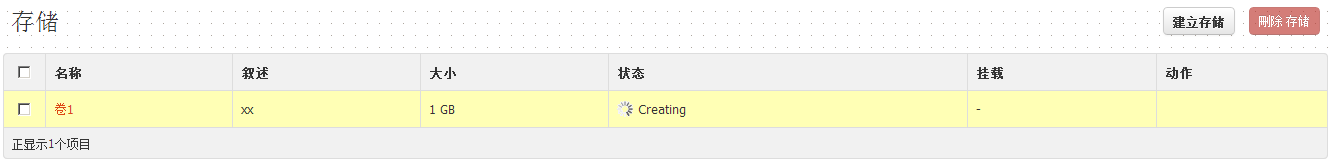 存储 建立存储 刪除 存储
名称 叙述 大小 状态 挂载 动作
卷1 xx 1 GB Creating -
正显示1个项目